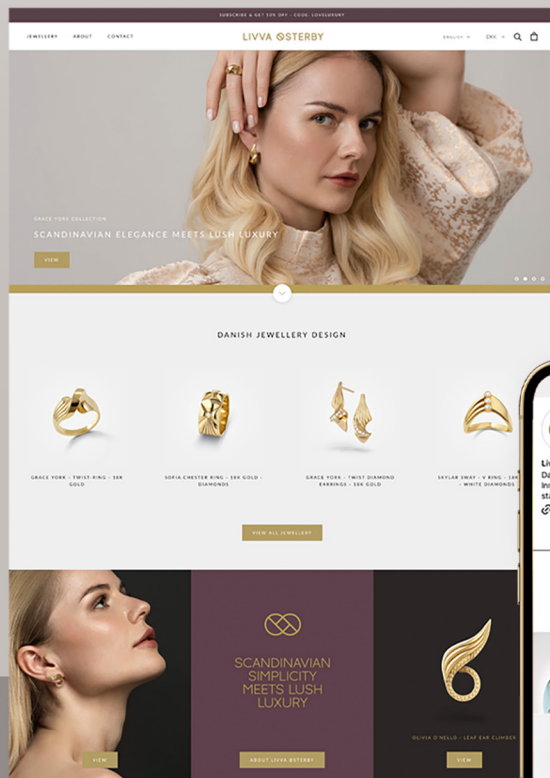 SUBSCRIBE & GET 10% OFF - CODE: LOVELUXURY
JEWELLERY ABOUT CONTACT LIVVA ØSTERBY ENGLISH DKK
GRACE YORK COLLECTION
SCANDINAVIAN ELEGANCE MEETS LUSH LUXURY
VIEW
DANISH JEWELLERY DESIGN
GRACE YORK - TWIST-RING - 18K
GOLD
SOFIA CHESTER RING - 18K GOLD -
DIAMONDS
GRACE YORK - TWIST DIAMOND
EARRINGS - 18K GOLD
SKYLAR SWAY - V RING - 18K
- WHITE DIAMONDS
VIEW ALL JEWELLERY
SCANDINAVIAN
SIMPLICITY
MEETS LUSH
LUXURY
OLIVIA O'NELLO - LEAF EAR CLIMBER
VIEW
ABOUT LIVVA ØSTERBY
VIEW